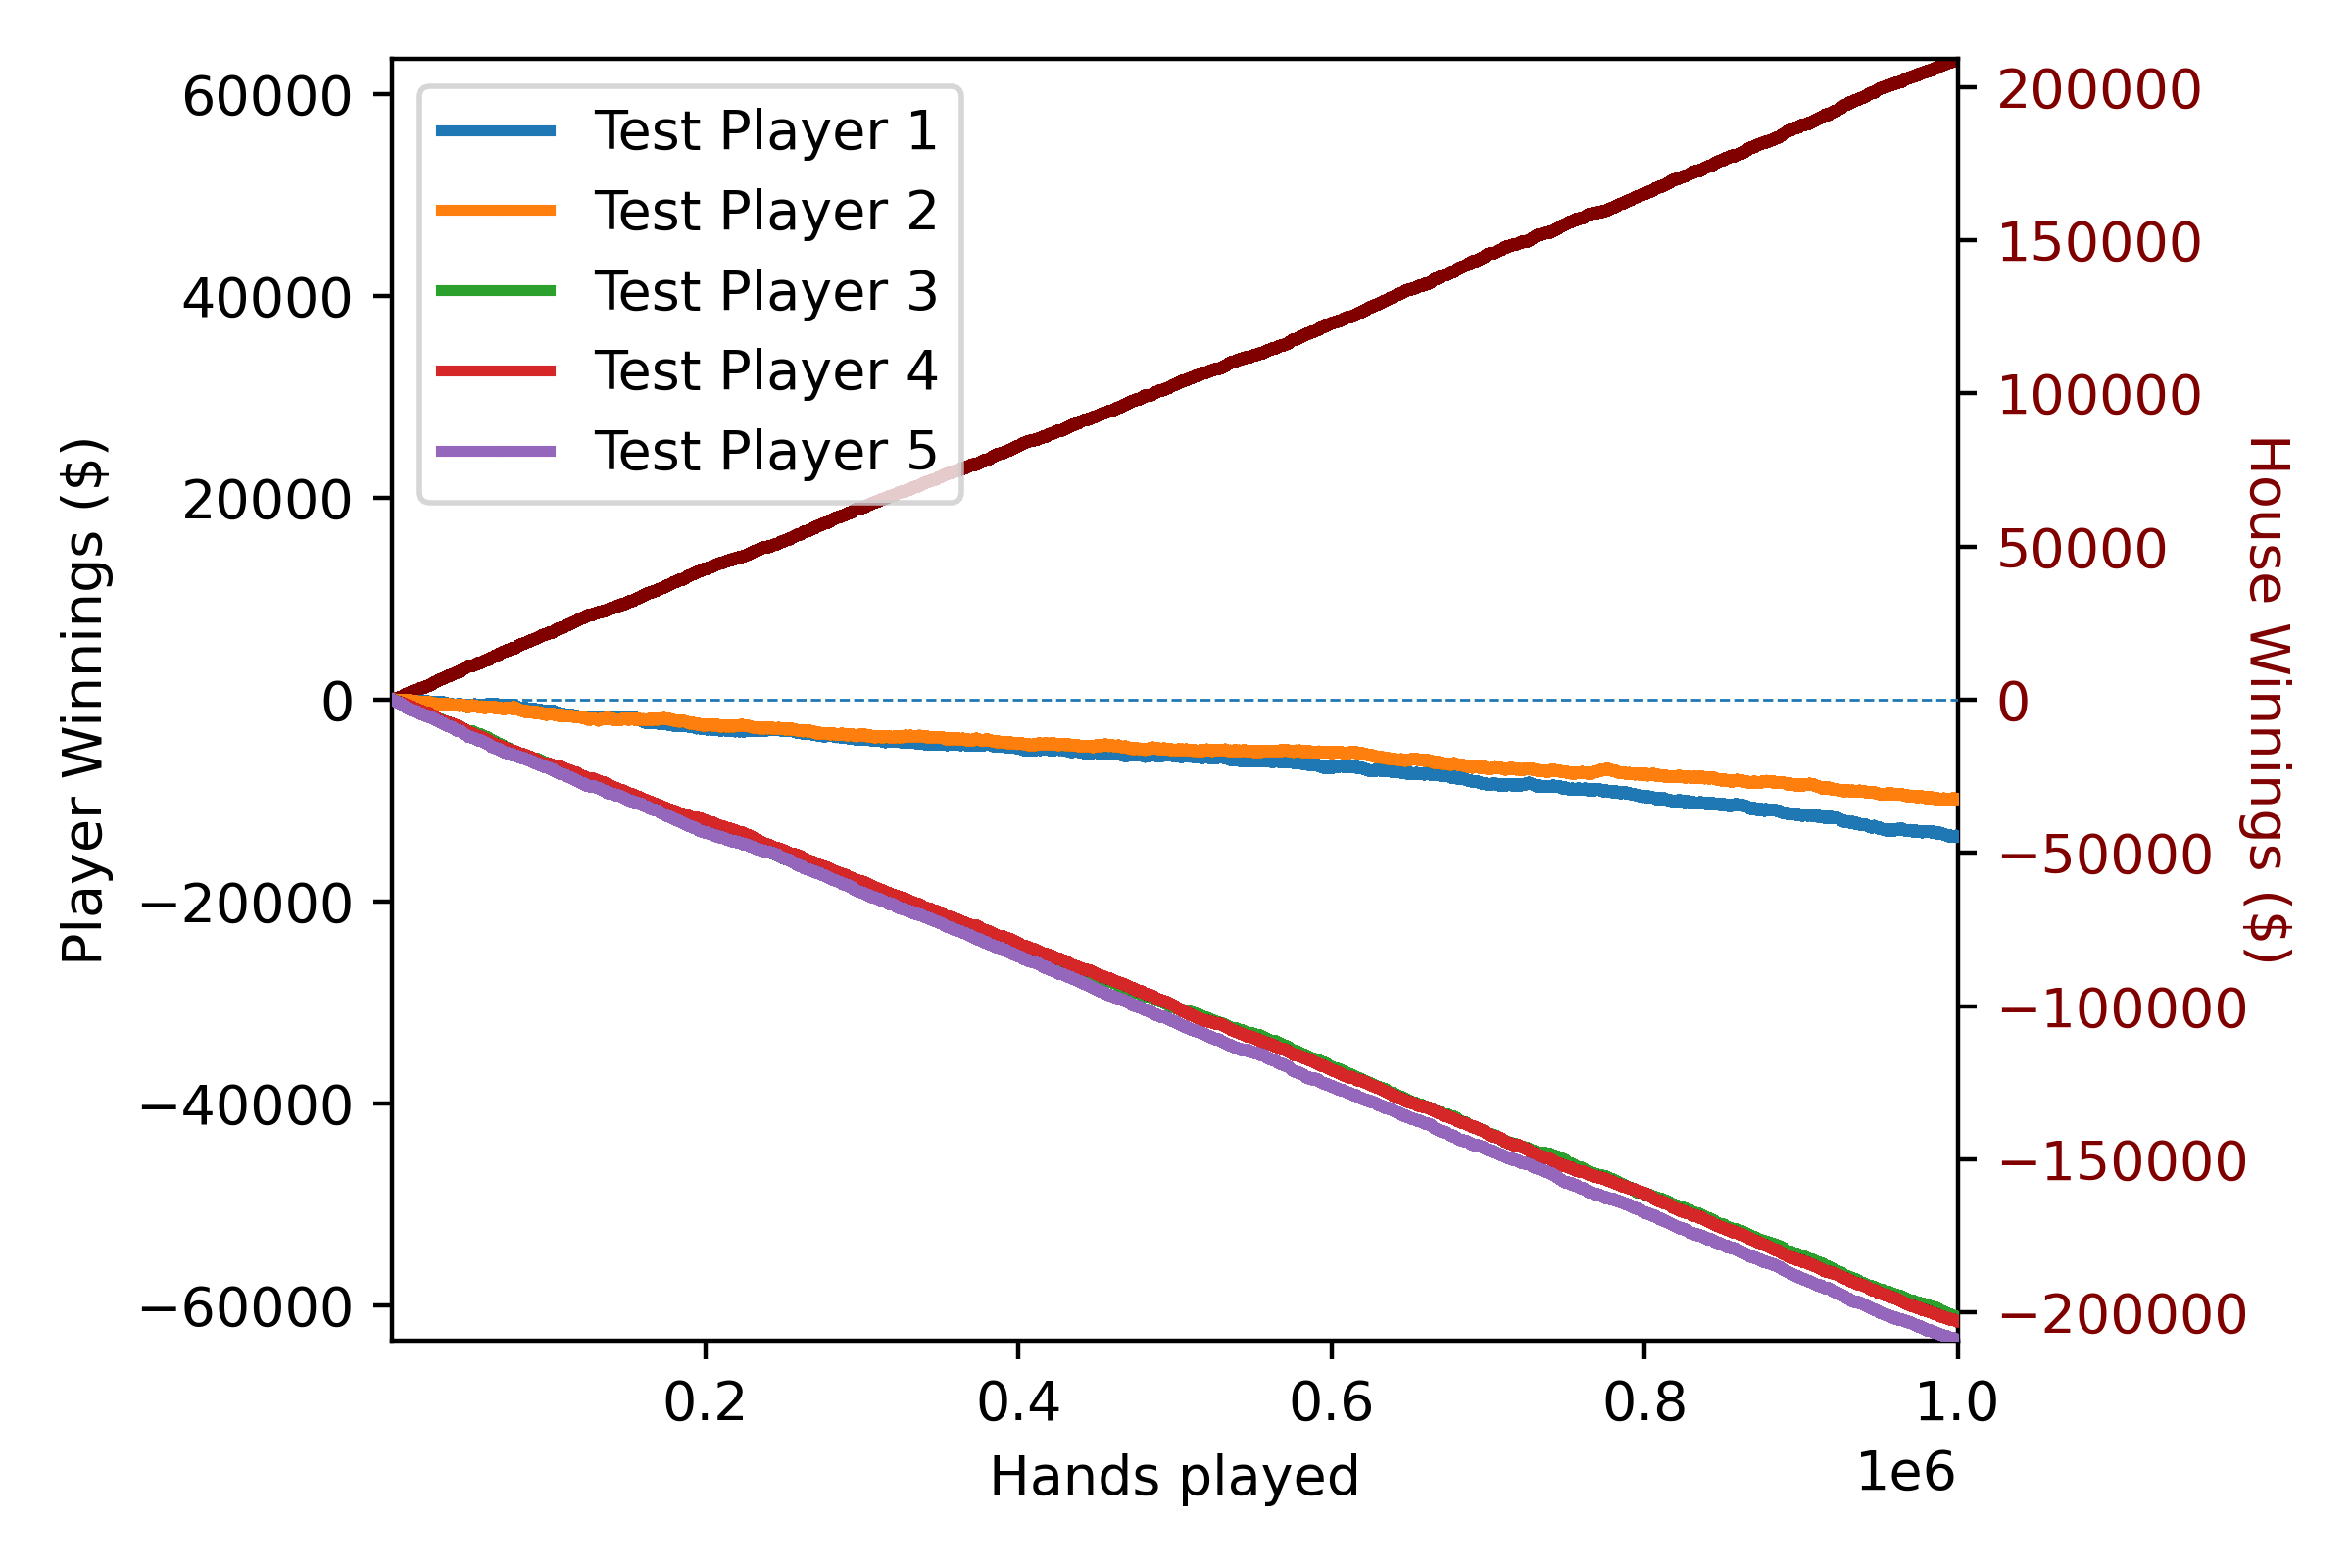 Test Player 1
Test Player 2
Test Player 3
Test Player 4
Test Player 5
Player Winnings ($)
60000
40000
20000
0
−20000
−40000
−60000
House Winnings ($)
200000
150000
100000
50000
0
−50000
−100000
−150000
−200000
0.2 0.4 0.6 0.8 1.0
1e6
Hands played